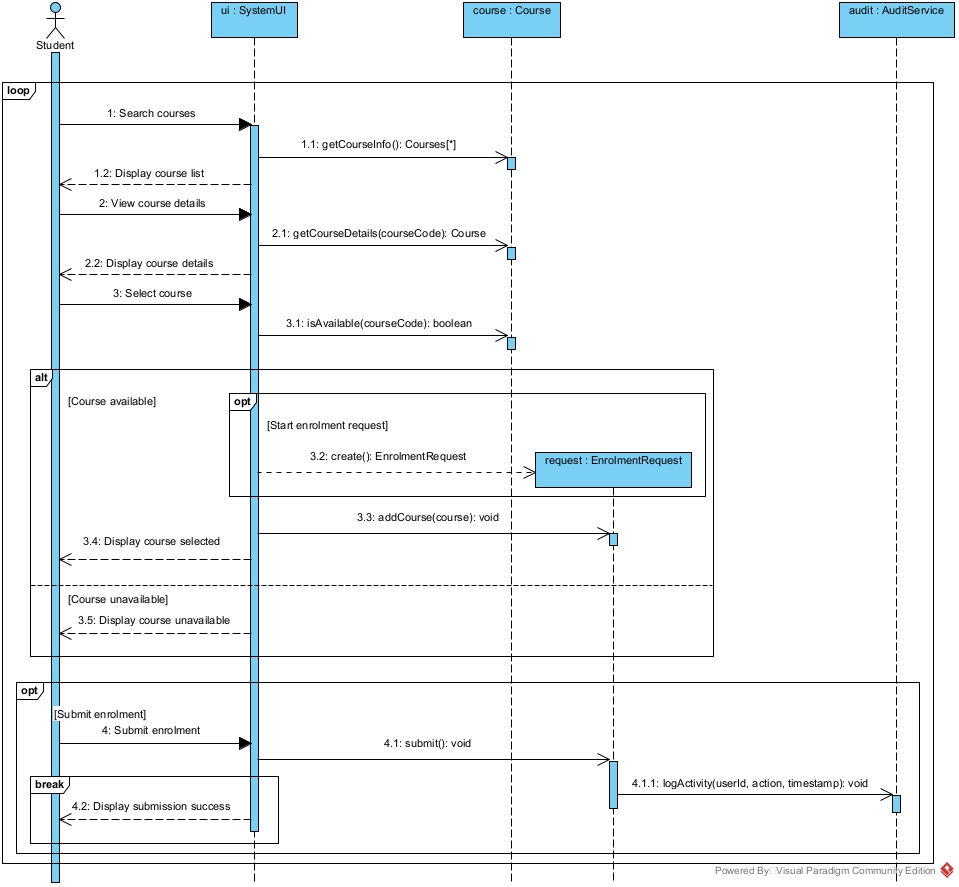 ui : SystemUI
course : Course
audit : AuditService
Student
loop
1: Search courses
1.1: getCourseInfo(): Courses[*]
1.2: Display course list
2: View course details
2.1: getCourseDetails(courseCode): Course
2.2: Display course details
3: Select course
3.1: isAvailable(courseCode): boolean
alt
[Course available]
opt
[Start enrolment request]
3.2: create(): EnrolmentRequest
request : EnrolmentRequest
3.3: addCourse(course): void
3.4: Display course selected
[Course unavailable]
3.5: Display course unavailable
opt
[Submit enrolment]
4: Submit enrolment
4.1: submit(): void
break
4.1.1: logActivity(userId, action, timestamp): void
4.2: Display submission success
Powered By Visual Paradigm Community Edition